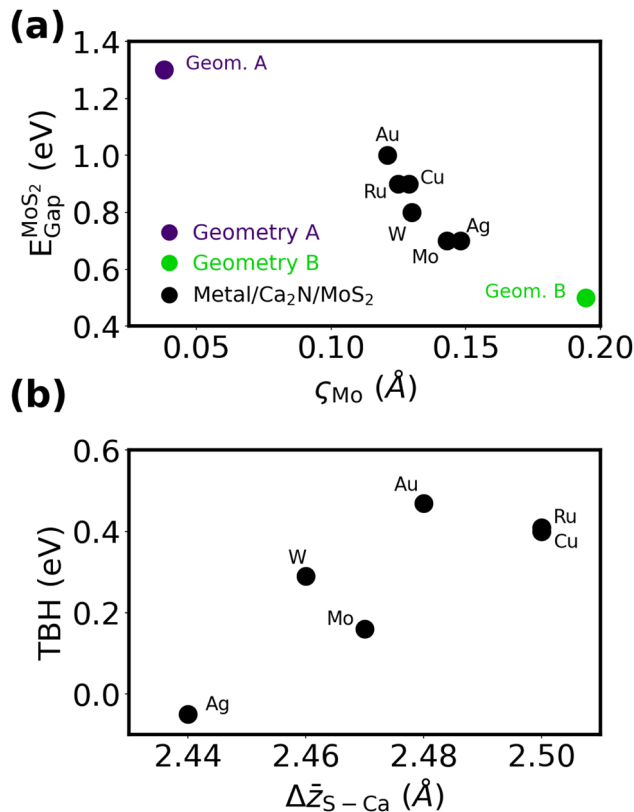 (a)
1.4
1.2
1.0
0.8
0.6
0.4
E_Gap^MoS₂ (eV)
Geom. A
Au
Ru
Cu
W
Mo
Ag
Geom. B
Geometry A
Geometry B
Metal/Ca₂N/MoS₂
0.05
0.10
0.15
0.20
ς_Mo (Å)
(b)
0.6
0.4
0.2
0.0
TBH (eV)
Au
Ru
Cu
W
Mo
Ag
2.44
2.46
2.48
2.50
Δz̄_S−Ca (Å)